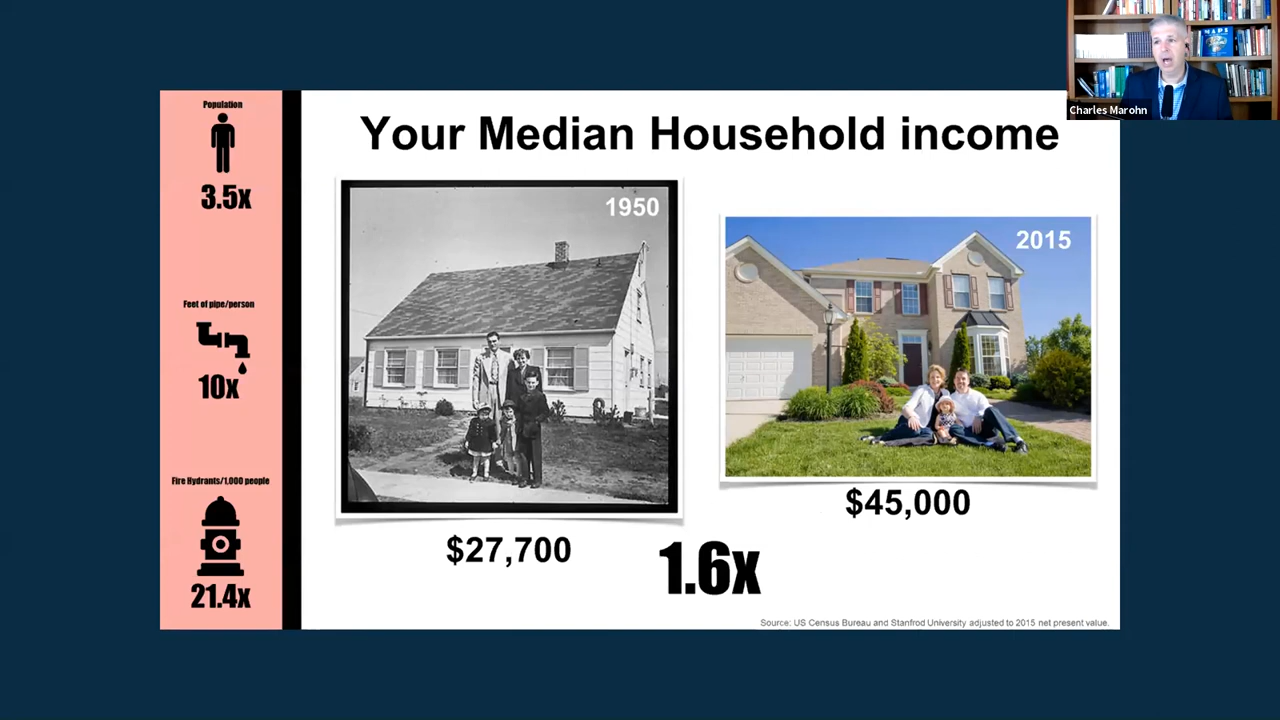 Charles Marohn
Population
3.5x
Feet of pipe/person
10x
Fire Hydrants/1,000 people
21.4x
Your Median Household income
1950
2015
$27,700
$45,000
1.6x
Source: US Census Bureau and Stanfrod University adjusted to 2015 net present value.